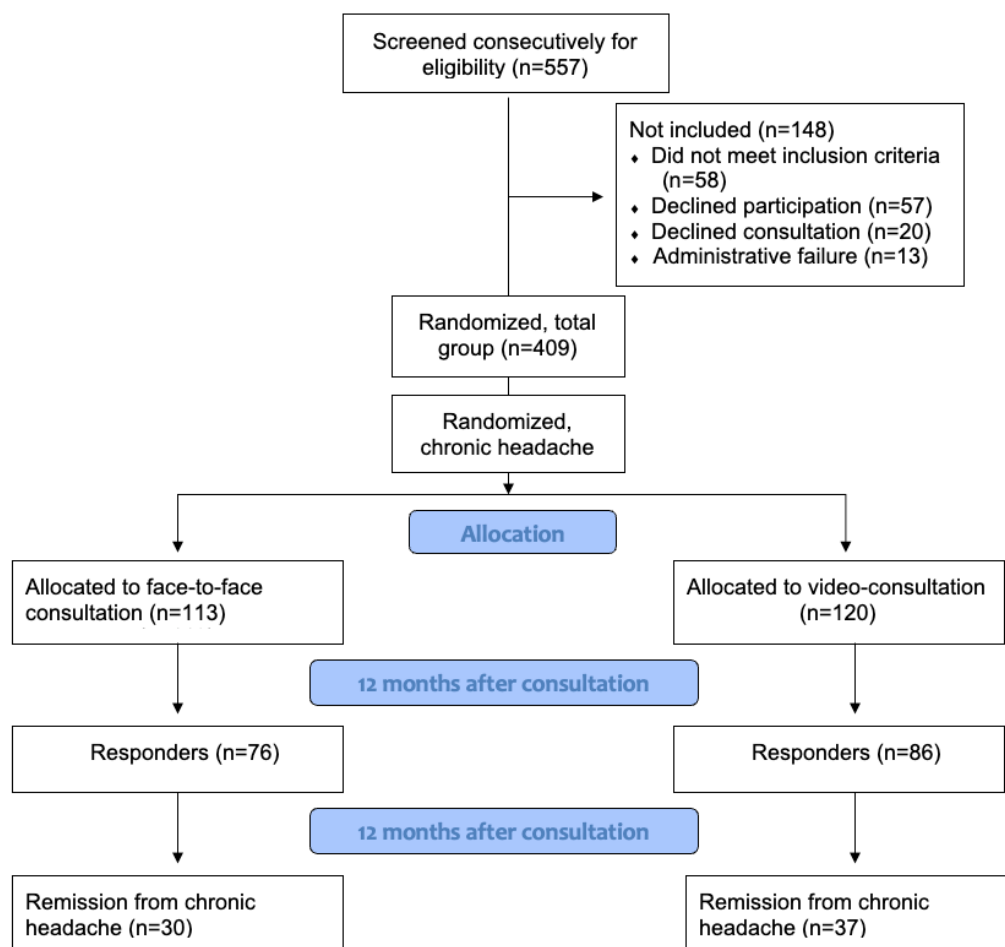 Screened consecutively for
eligibility (n=557)
Not included (n=148)
♦ Did not meet inclusion criteria
(n=58)
♦ Declined participation (n=57)
♦ Declined consultation (n=20)
♦ Administrative failure (n=13)
Randomized, total
group (n=409)
Randomized,
chronic headache
Allocation
Allocated to face-to-face
consultation (n=113)
Allocated to video-consultation
(n=120)
12 months after consultation
Responders (n=76)
Responders (n=86)
12 months after consultation
Remission from chronic
headache (n=30)
Remission from chronic
headache (n=37)